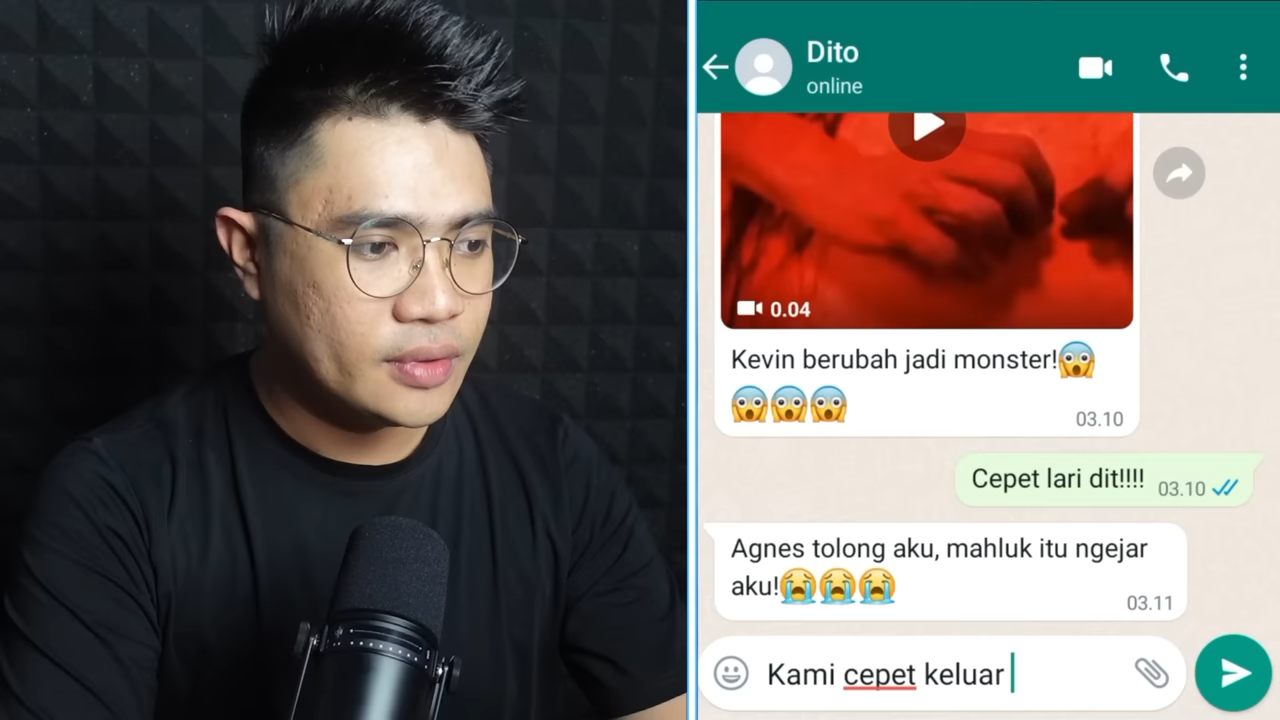 Dito
online
0.04
Kevin berubah jadi monster!😱
😱😱😱
03.10
Cepet lari dit!!!! 03.10
Agnes tolong aku, mahluk itu ngejar
aku!😭😭😭
03.11
Kami cepet keluar